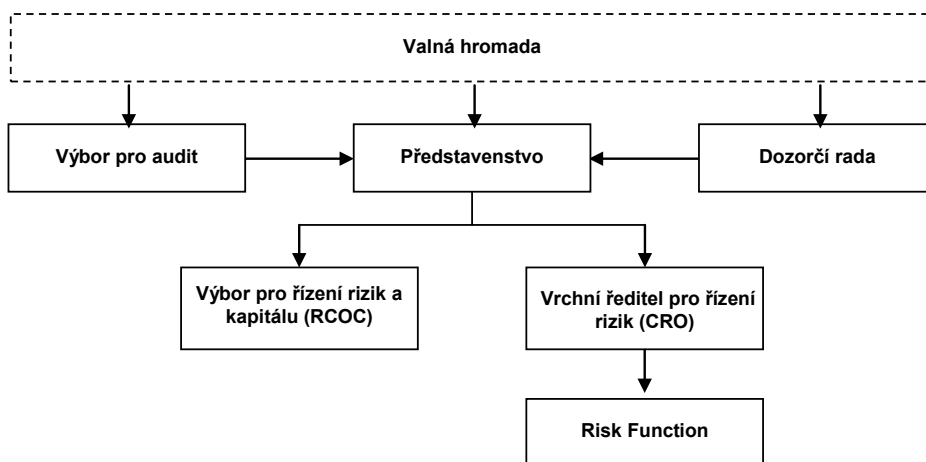 Valná hromada
Výbor pro audit
Představenstvo
Dozorčí rada
Výbor pro řízení rizik a
kapitálu (RCOC)
Vrchní ředitel pro řízení
rizik (CRO)
Risk Function